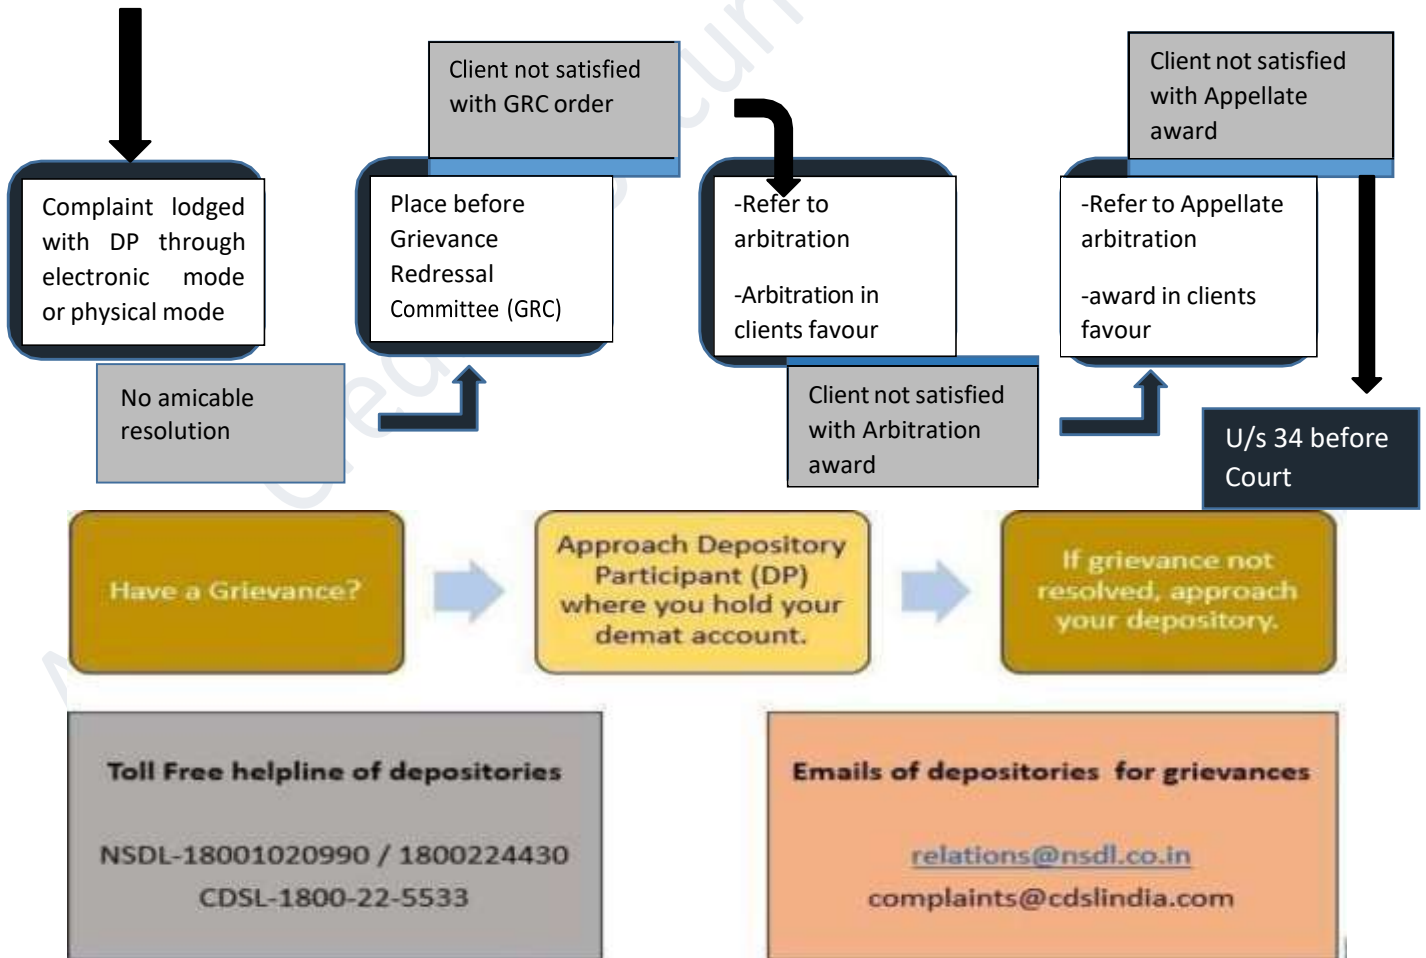 Client not satisfied
with GRC order
Client not satisfied
with Appellate
award
Complaint lodged
with DP through
electronic mode
or physical mode
Place before
Grievance
Redressal
Committee (GRC)
-Refer to
arbitration
-Arbitration in
clients favour
-Refer to Appellate
arbitration
-award in clients
favour
No amicable
resolution
Client not satisfied
with Arbitration
award
U/s 34 before
Court
Have a Grievance?
Approach Depository
Participant (DP)
where you hold your
demat account.
If grievance not
resolved, approach
your depository.
Toll Free helpline of depositories
NSDL-18001020990 / 1800224430
CDSL-1800-22-5533
Emails of depositories for grievances
relations@nsdl.co.in
complaints@cdslindia.com